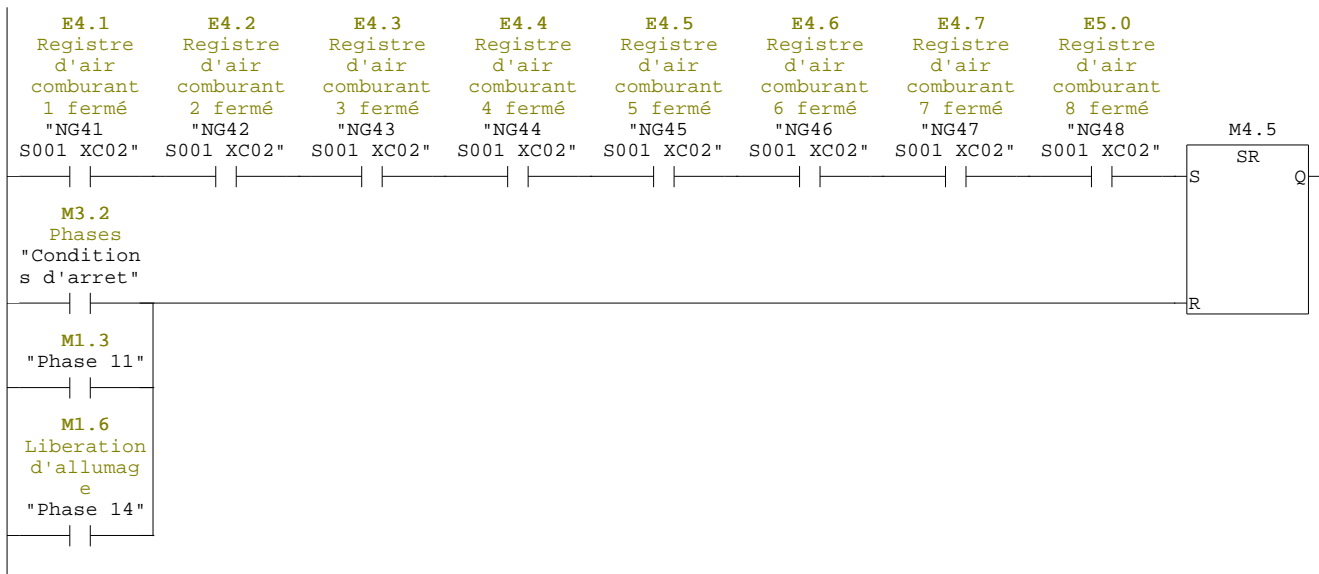 E4.1 E4.2 E4.3 E4.4 E4.5 E4.6 E4.7 E5.0
Registre Registre Registre Registre Registre Registre Registre Registre
d'air d'air d'air d'air d'air d'air d'air d'air
comburant comburant comburant comburant comburant comburant comburant comburant
1 fermé 2 fermé 3 fermé 4 fermé 5 fermé 6 fermé 7 fermé 8 fermé
"NG41 "NG42 "NG43 "NG44 "NG45 "NG46 "NG47 "NG48 M4.5
S001 XC02" S001 XC02" S001 XC02" S001 XC02" S001 XC02" S001 XC02" S001 XC02" S001 XC02" SR
S Q
M3.2
Phases
"Condition
s d'arret"
R
M1.3
"Phase 11"
M1.6
Liberation
d'allumag
e
"Phase 14"